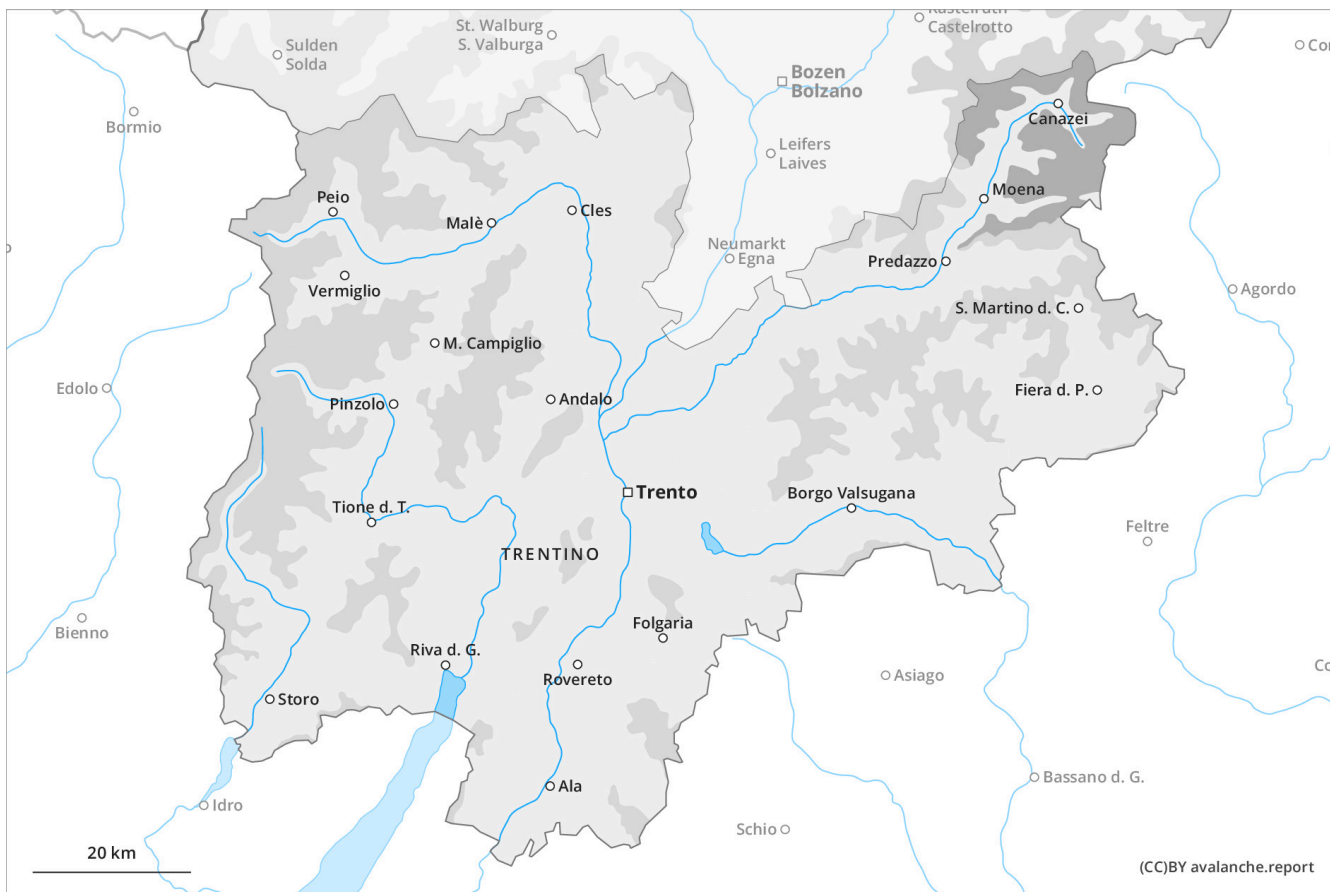 Kastelruth
Castelrotto
St. Walburg
S. Valburga
Sulden
Solda
Bozen
Bolzano
Bormio
Canazei
Leifers
Laives
Peio
Moena
Malè
Cles
Neumarkt
Egna
Predazzo
Vermiglio
Agordo
S. Martino d. C.
M. Campiglio
Edolo
Pinzolo
Andalo
Fiera d. P.
Trento
Borgo Valsugana
Tione d. T.
Feltre
TRENTINO
Bienno
Folgaria
Riva d. G.
Rovereto
Asiago
Storo
Bassano d. G.
Ala
Idro
Schio
20 km
(CC)BY avalanche.report